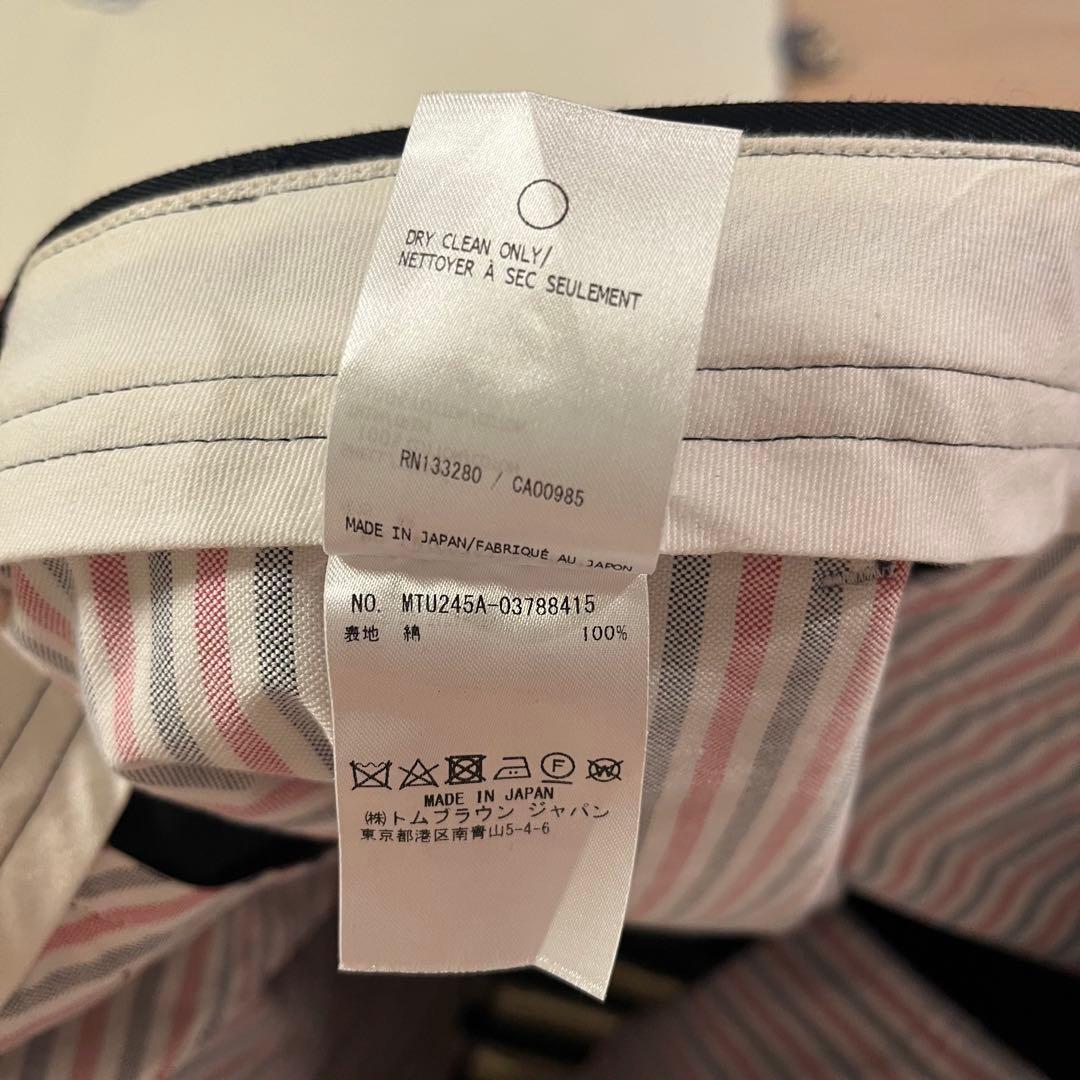 DRY CLEAN ONLY/
NETTOYER À SEC SEULEMENT
RN133280 / CA00985
MADE IN JAPAN/FABRIQUÉ AU JAPON
NO. MTU245A-03788415
表地 綿 100%
F W
MADE IN JAPAN
㈱トムブラウン ジャパン
東京都港区南青山5-4-6